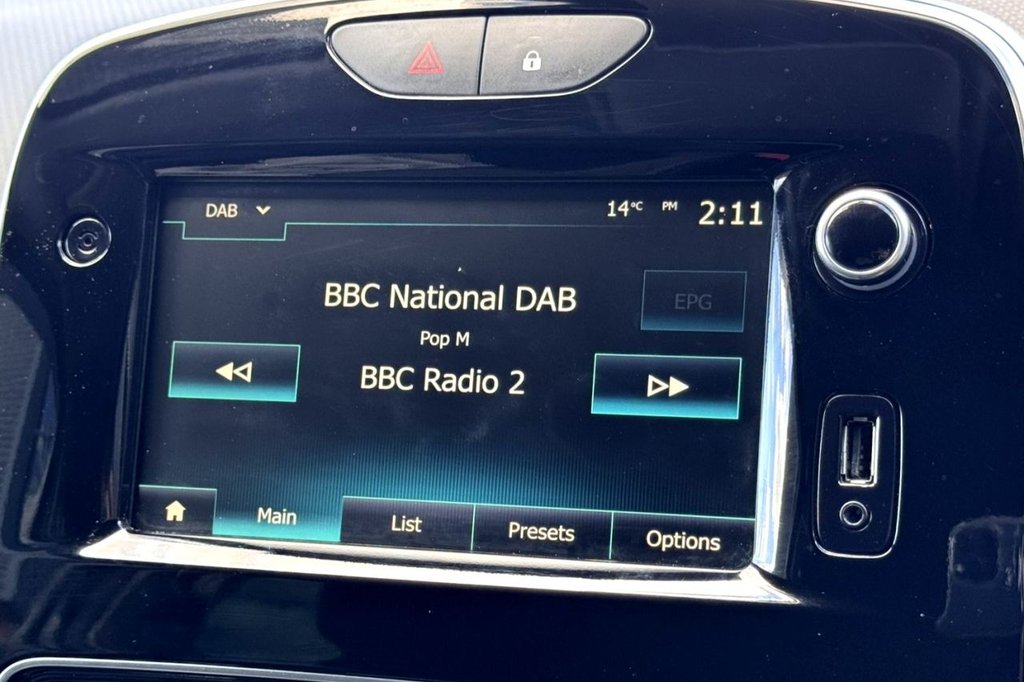 DAB
14°C PM 2:11
BBC National DAB
EPG
Pop M
BBC Radio 2
Main List Presets Options